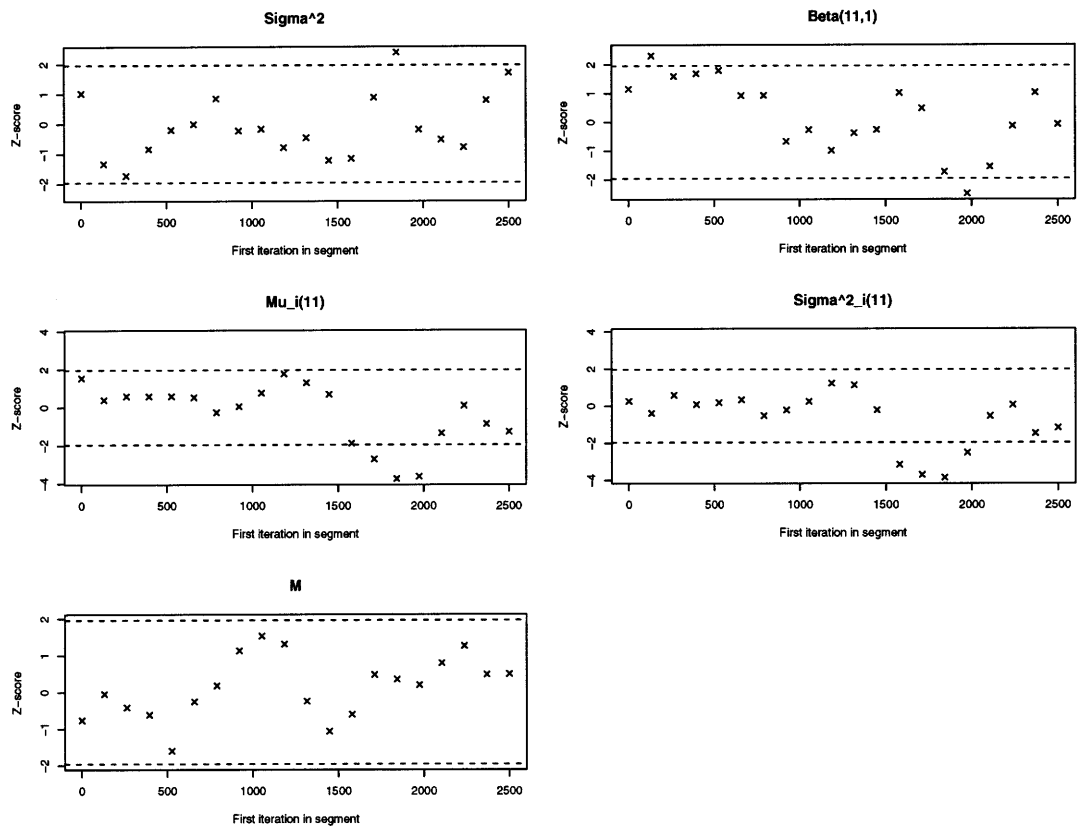 Sigma^2
Z-score
2
1
0
-1
-2
0 500 1000 1500 2000 2500
First iteration in segment
Beta(11,1)
Z-score
2
1
0
-1
-2
0 500 1000 1500 2000 2500
First iteration in segment
Mu_i(11)
Z-score
4
2
0
-2
-4
0 500 1000 1500 2000 2500
First iteration in segment
Sigma^2_i(11)
Z-score
4
2
0
-2
-4
0 500 1000 1500 2000 2500
First iteration in segment
M
Z-score
2
1
0
-1
-2
0 500 1000 1500 2000 2500
First iteration in segment